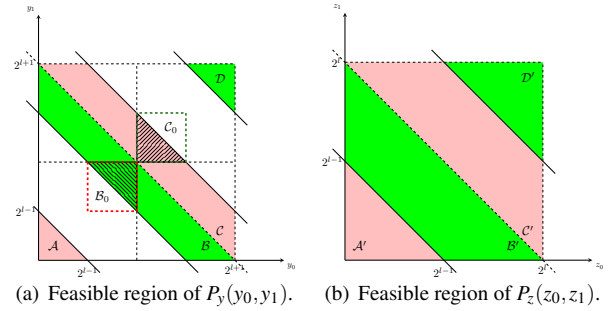 y₁
2^{l+1}
𝒟
𝒞₀
ℬ₀
2^{l−1}
𝒜
ℬ
𝒞
2^{l−1}
2^{l+1}
y₀
(a) Feasible region of P_y(y₀, y₁).
z₁
2^l
𝒟′
2^{l−1}
𝒜′
ℬ′
𝒞′
2^{l−1}
2^l
z₀
(b) Feasible region of P_z(z₀, z₁).